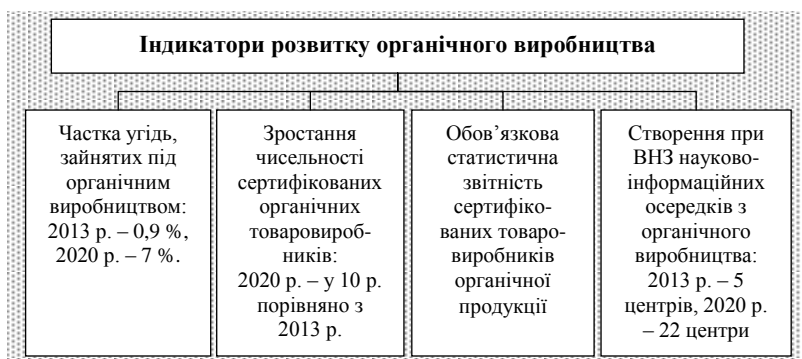 Індикатори розвитку органічного виробництва
Частка угідь,
зайнятих під
органічним
виробництвом:
2013 р. – 0,9 %,
2020 р. – 7 %.
Зростання
чисельності
сертифікованих
органічних
товаровироб-
ників:
2020 р. – у 10 р.
порівняно з
2013 р.
Обов’язкова
статистична
звітність
сертифіко-
ваних товаро-
виробників
органічної
продукції
Створення при
ВНЗ науково-
інформаційних
осередків з
органічного
виробництва:
2013 р. – 5
центрів, 2020 р.
– 22 центри